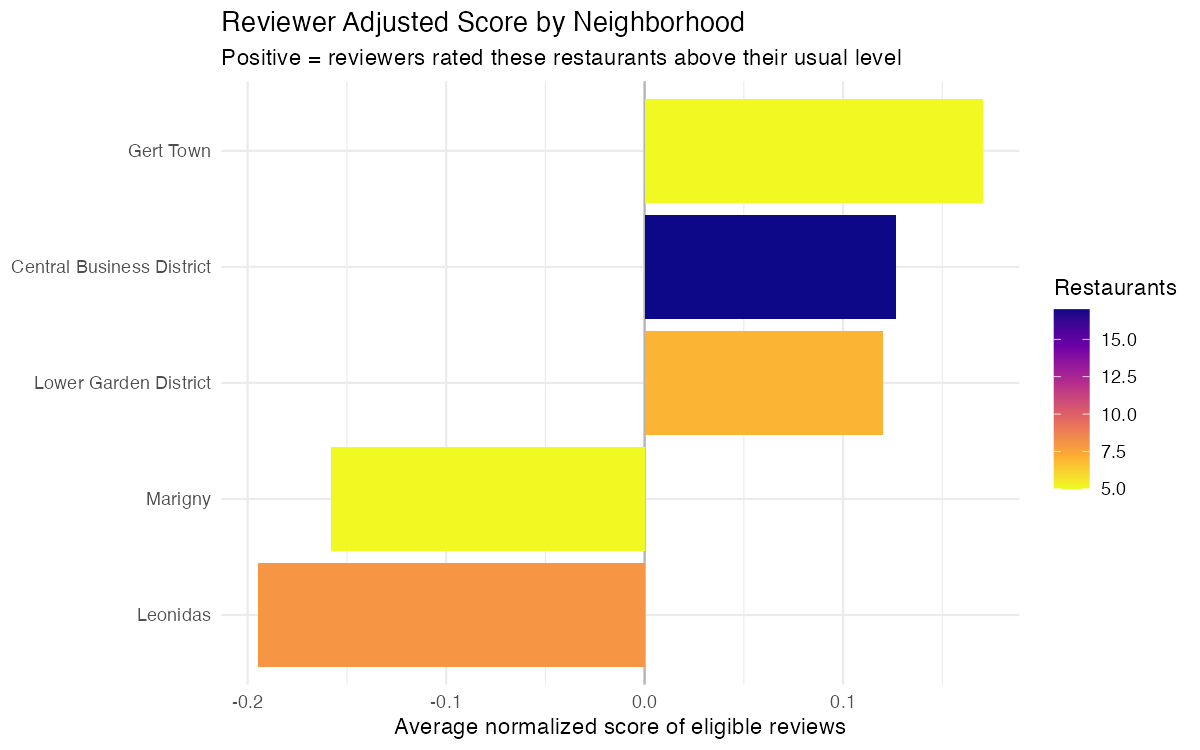 Reviewer Adjusted Score by Neighborhood
Positive = reviewers rated these restaurants above their usual level
Gert Town
Central Business District
Lower Garden District
Marigny
Leonidas
-0.2
-0.1
0.0
0.1
Average normalized score of eligible reviews
Restaurants
15.0
12.5
10.0
7.5
5.0